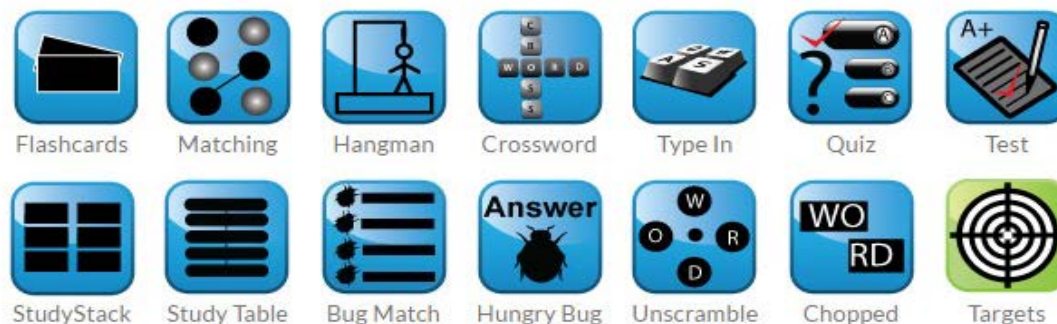 C
R
O
W O R D
S
S
A S D E
A
A+
Flashcards Matching Hangman Crossword Type In Quiz Test
Answer
W
O R
D
WO
RD
StudyStack Study Table Bug Match Hungry Bug Unscramble Chopped Targets